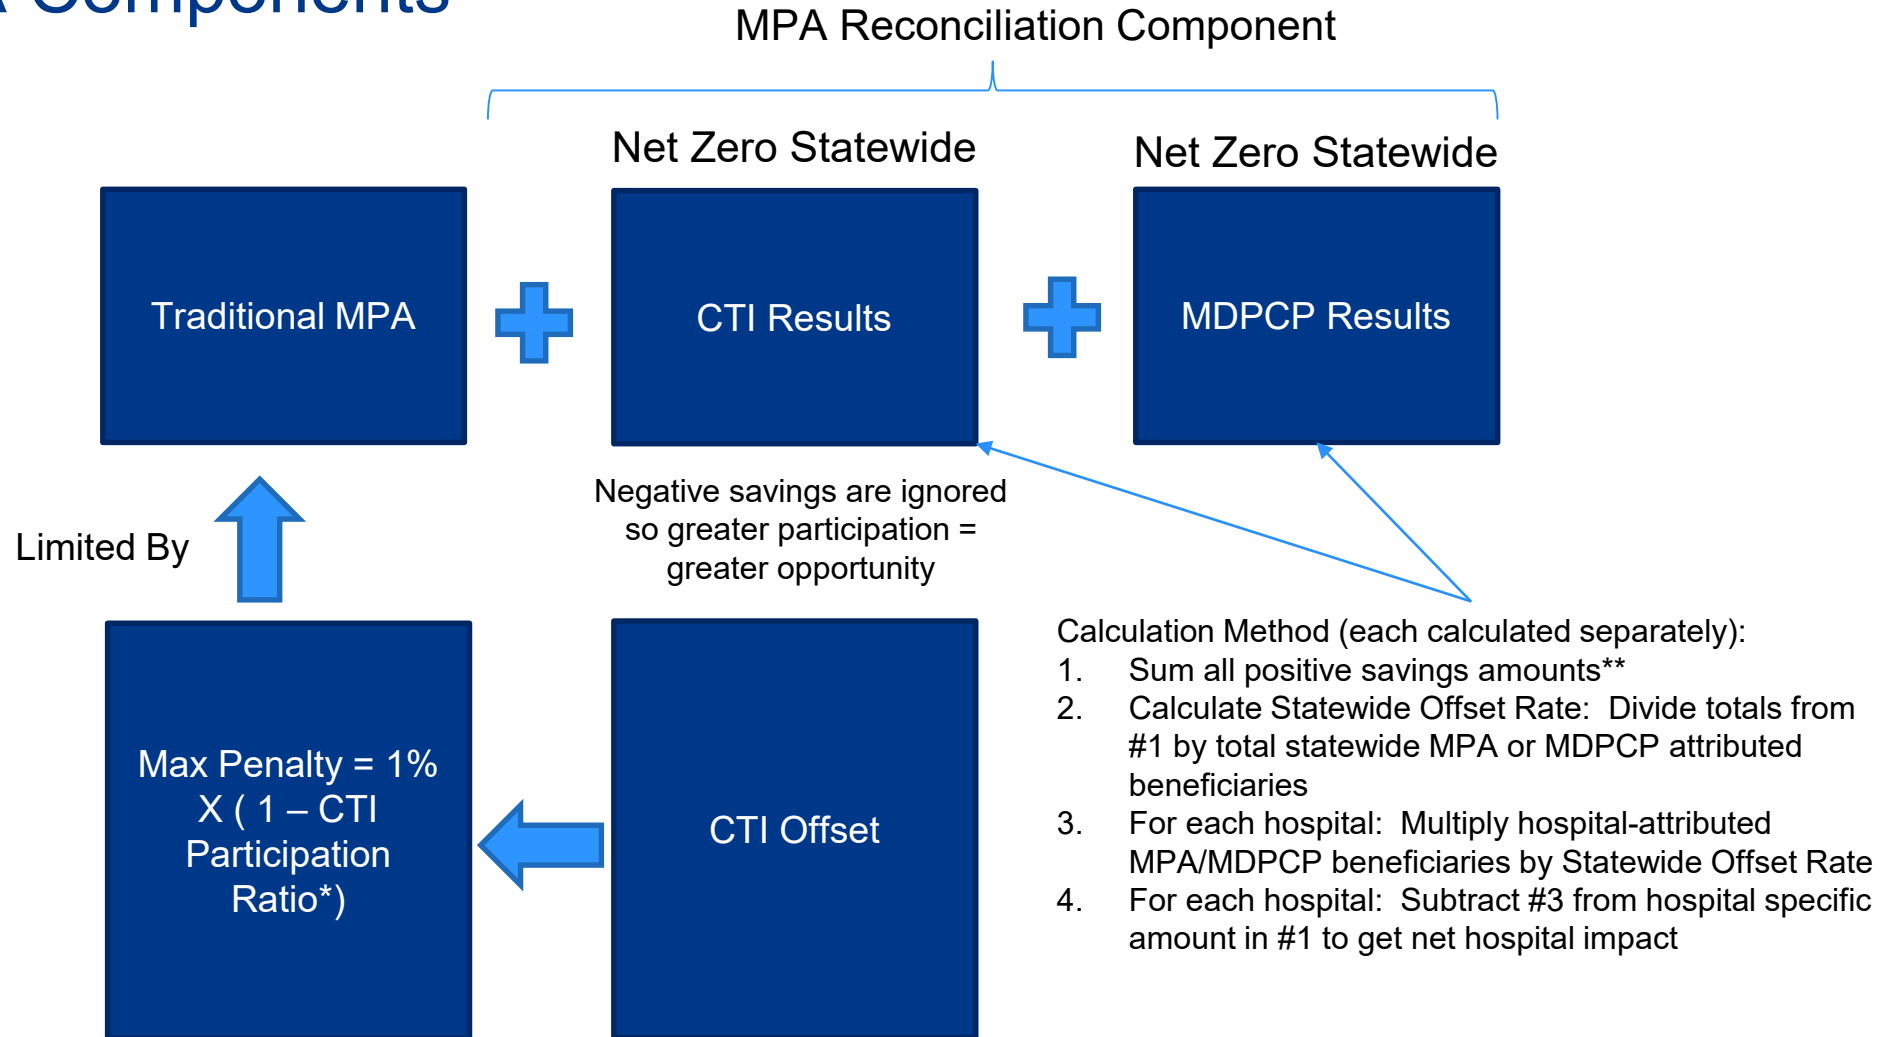 Components
MPA Reconciliation Component
Net Zero Statewide
Net Zero Statewide
Traditional MPA
CTI Results
MDPCP Results
Negative savings are ignored
so greater participation =
greater opportunity
Limited By
Max Penalty = 1%
X ( 1 – CTI
Participation
Ratio*)
CTI Offset
Calculation Method (each calculated separately):
1. Sum all positive savings amounts**
2. Calculate Statewide Offset Rate: Divide totals from
#1 by total statewide MPA or MDPCP attributed
beneficiaries
3. For each hospital: Multiply hospital-attributed
MPA/MDPCP beneficiaries by Statewide Offset Rate
4. For each hospital: Subtract #3 from hospital specific
amount in #1 to get net hospital impact